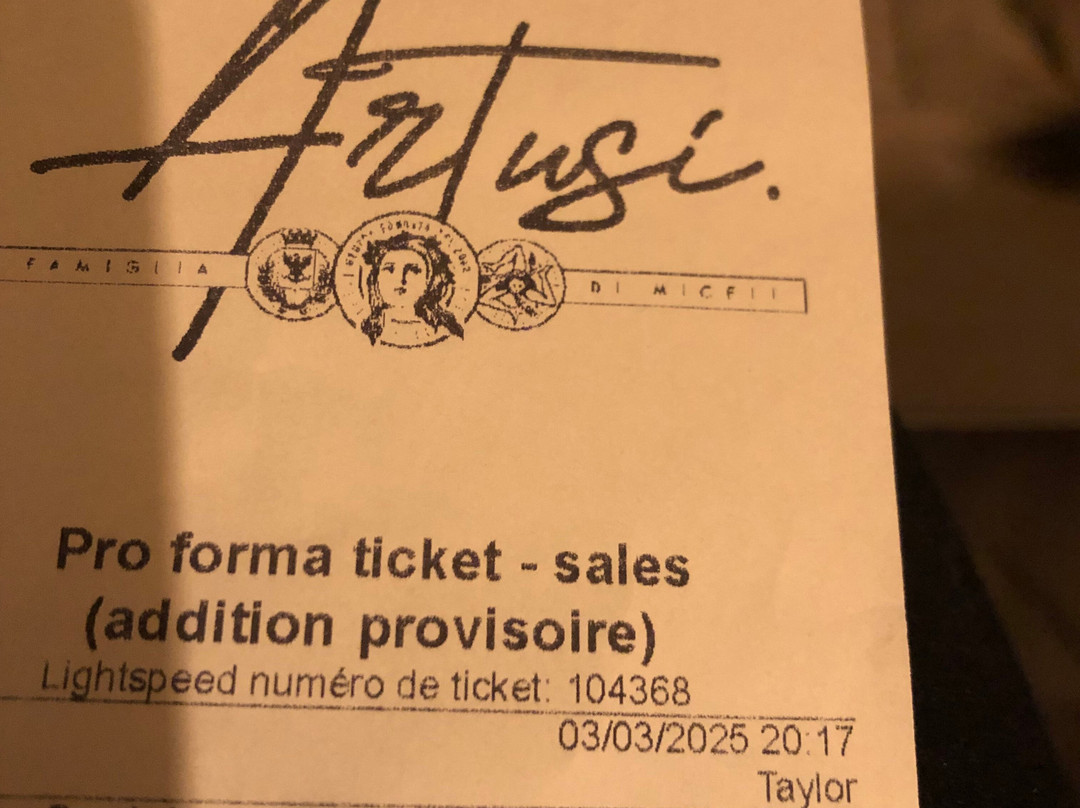 Artusi.
FAMIGLIA
DI MICELI
Pro forma ticket - sales
(addition provisoire)
Lightspeed numéro de ticket: 104368
03/03/2025 20:17
Taylor